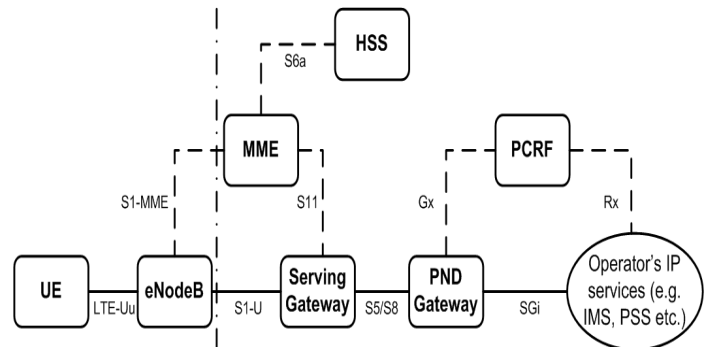 HSS
S6a
MME
PCRF
S1-MME
S11
Gx
Rx
UE
LTE-Uu
eNodeB
S1-U
Serving
Gateway
S5/S8
PND
Gateway
SGi
Operator's IP
services (e.g.
IMS, PSS etc.)